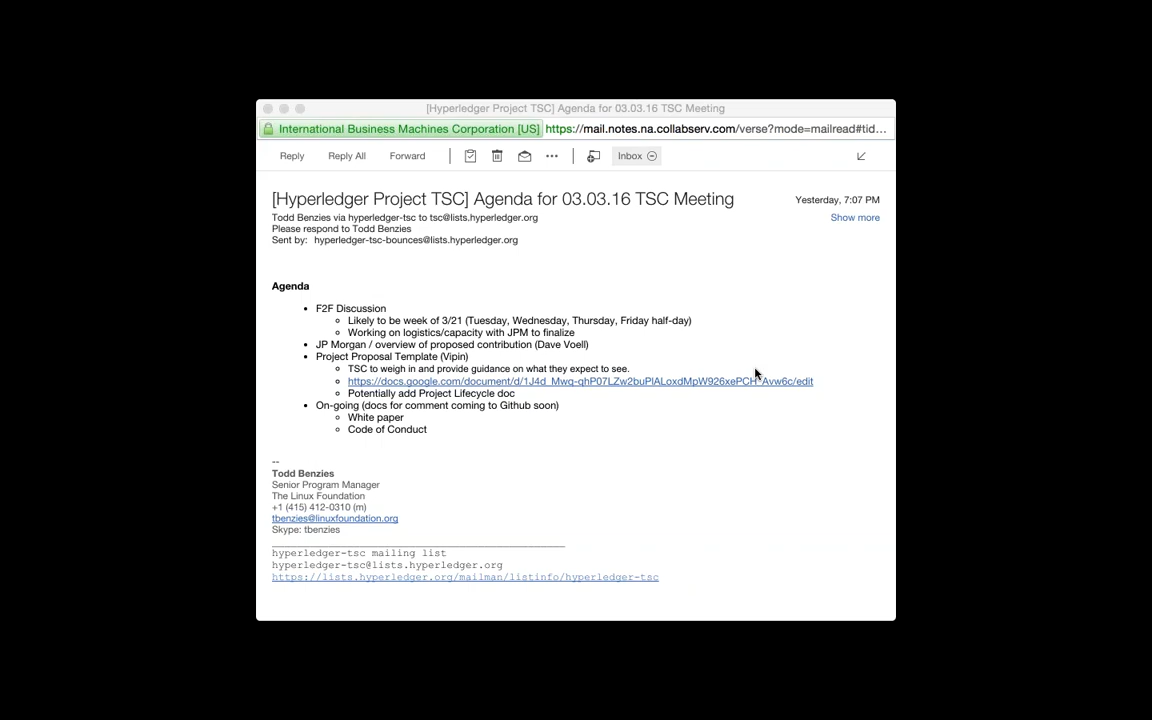 [Hyperledger Project TSC] Agenda for 03.03.16 TSC Meeting
International Business Machines Corporation [US] https://mail.notes.na.collabserv.com/verse?mode=mailread#tid...
Reply Reply All Forward Inbox
[Hyperledger Project TSC] Agenda for 03.03.16 TSC Meeting Yesterday, 7:07 PM
Todd Benzies via hyperledger-tsc to tsc@lists.hyperledger.org Show more
Please respond to Todd Benzies
Sent by: hyperledger-tsc-bounces@lists.hyperledger.org
Agenda
F2F Discussion
Likely to be week of 3/21 (Tuesday, Wednesday, Thursday, Friday half-day)
Working on logistics/capacity with JPM to finalize
JP Morgan / overview of proposed contribution (Dave Voell)
Project Proposal Template (Vipin)
TSC to weigh in and provide guidance on what they expect to see.
Potentially add Project Lifecycle doc
On-going (docs for comment coming to Github soon)
White paper
Code of Conduct
--
Todd Benzies
Senior Program Manager
The Linux Foundation
+1 (415) 412-0310 (m)
tbenzies@linuxfoundation.org
Skype: tbenzies
hyperledger-tsc mailing list
hyperledger-tsc@lists.hyperledger.org
https://lists.hyperledger.org/mailman/listinfo/hyperledger-tsc